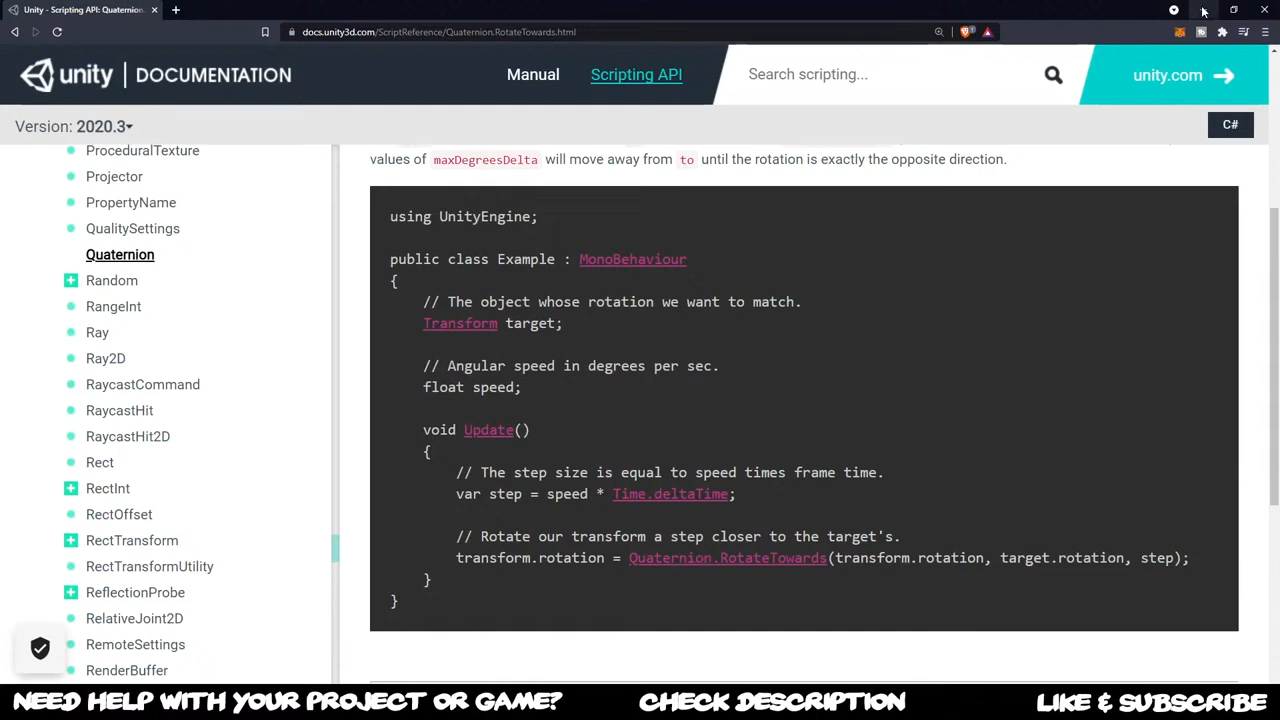 Unity - Scripting API: Quaternion.
docs.unity3d.com/ScriptReference/Quaternion.RotateTowards.html
unity | DOCUMENTATION
Manual
Scripting API
Search scripting...
unity.com
Version: 2020.3
C#
ProceduralTexture
Projector
PropertyName
QualitySettings
Quaternion
Random
RangeInt
Ray
Ray2D
RaycastCommand
RaycastHit
RaycastHit2D
Rect
RectInt
RectOffset
RectTransform
RectTransformUtility
ReflectionProbe
RelativeJoint2D
RemoteSettings
RenderBuffer
values of maxDegreesDelta will move away from to until the rotation is exactly the opposite direction.
using UnityEngine;
public class Example : MonoBehaviour
{
// The object whose rotation we want to match.
Transform target;
// Angular speed in degrees per sec.
float speed;
void Update()
{
// The step size is equal to speed times frame time.
var step = speed * Time.deltaTime;
// Rotate our transform a step closer to the target's.
transform.rotation = Quaternion.RotateTowards(transform.rotation, target.rotation, step);
}
}
NEED HELP WITH YOUR PROJECT OR GAME?
CHECK DESCRIPTION
LIKE & SUBSCRIBE